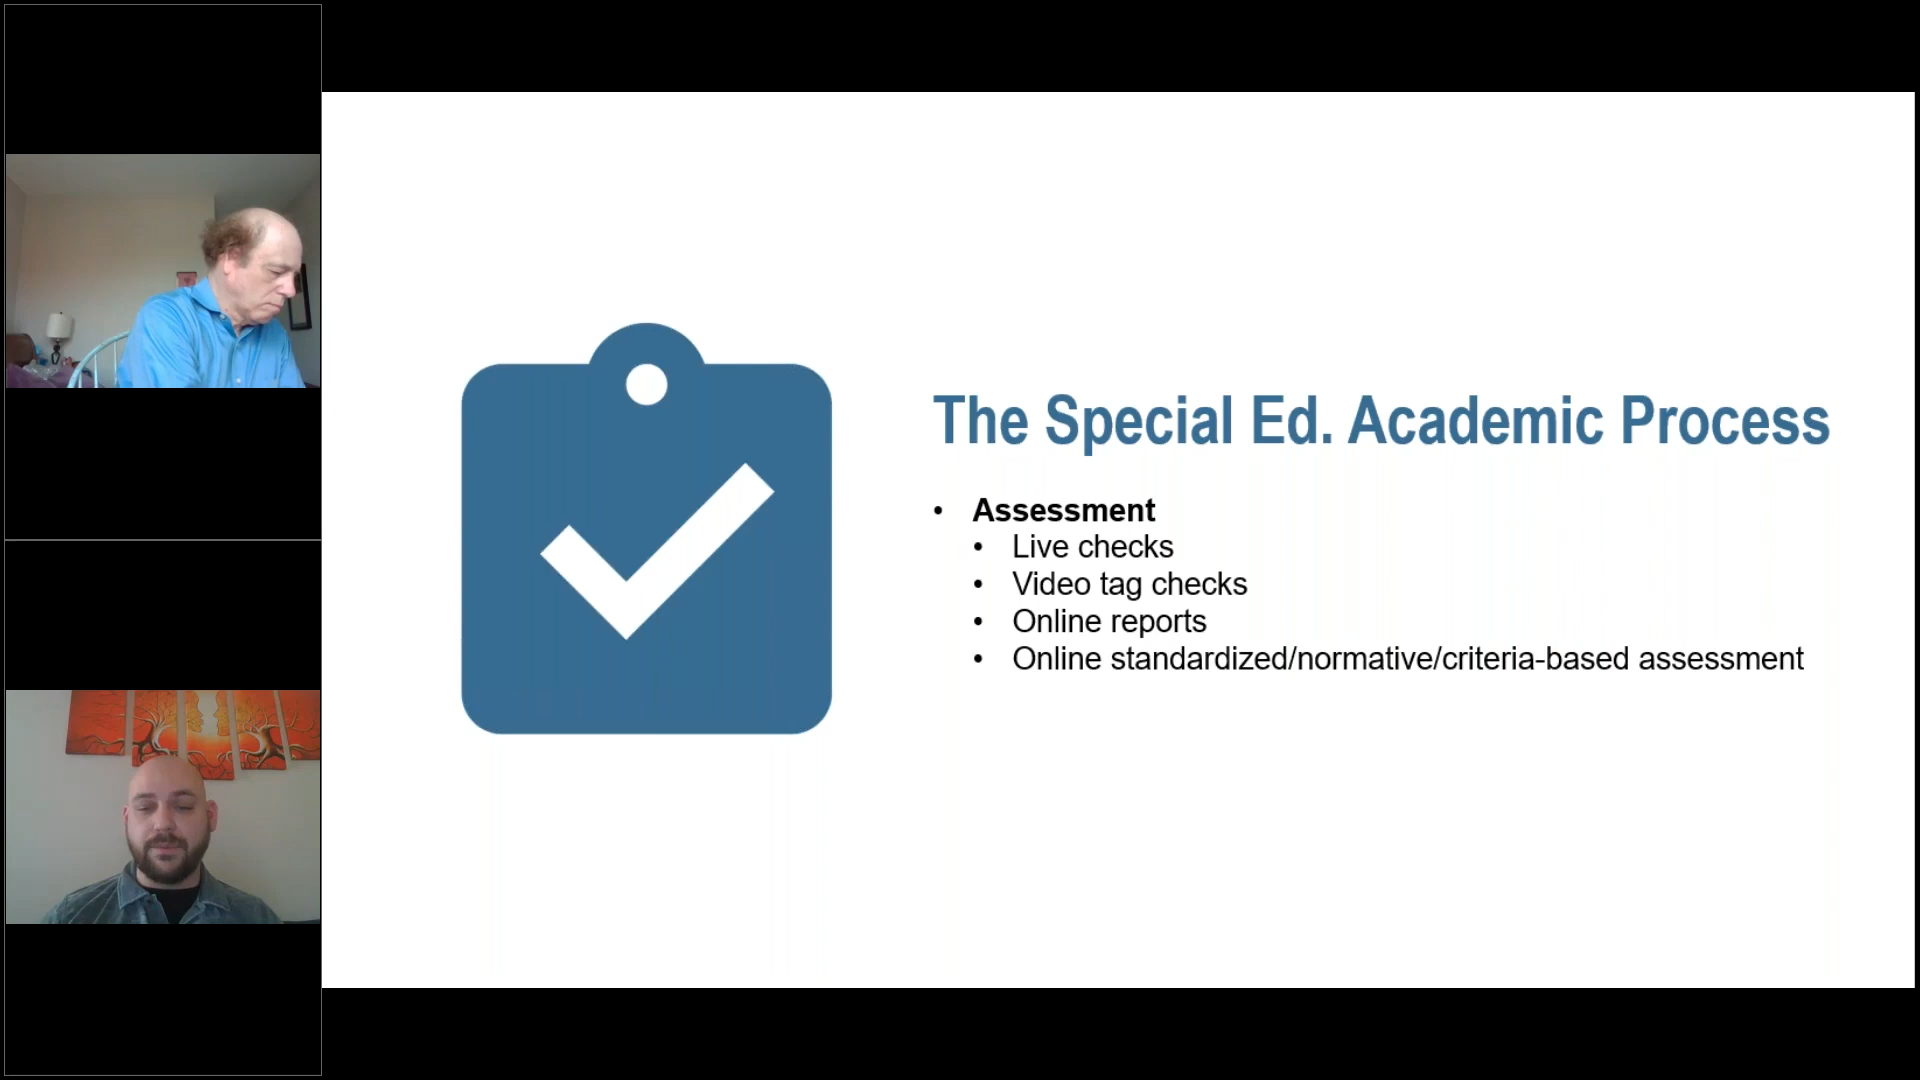 The Special Ed. Academic Process
• Assessment
• Live checks
• Video tag checks
• Online reports
• Online standardized/normative/criteria-based assessment